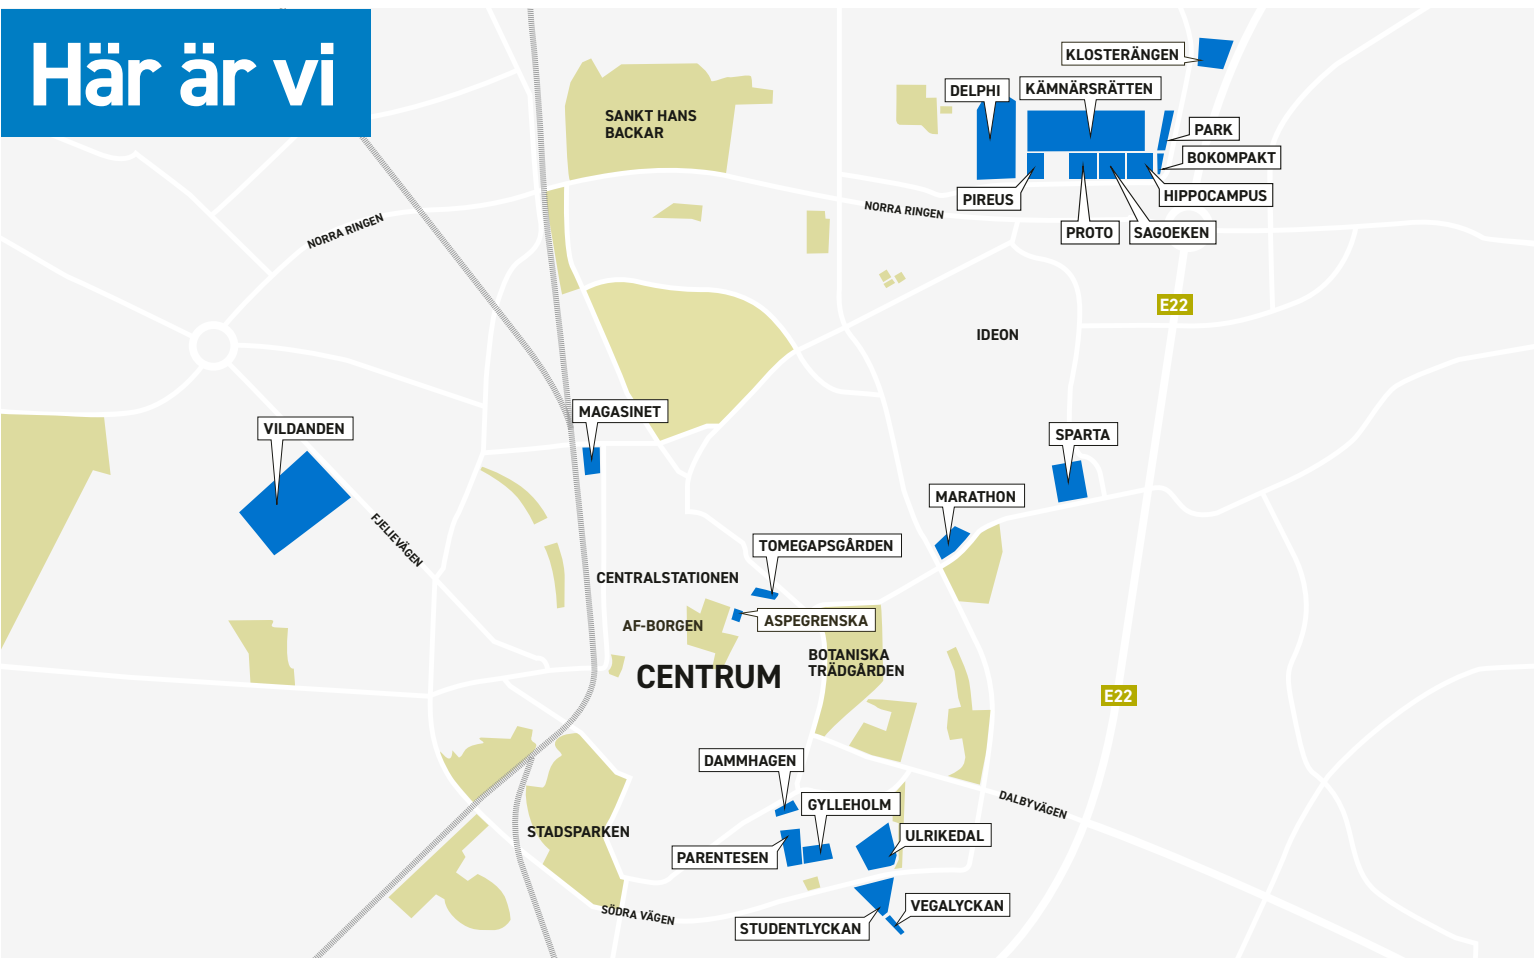 Här är vi
KLOSTERÄNGEN
DELPHI
KÄMNÄRSRÄTTEN
SANKT HANS
BACKAR
PARK
BOKOMPAKT
PIREUS
HIPPOCAMPUS
NORRA RINGEN
NORRA RINGEN
PROTO
SAGOEKEN
E22
IDEON
MAGASINET
VILDANDEN
SPARTA
MARATHON
FJELIEVÄGEN
TOMEGAPSGÅRDEN
CENTRALSTATIONEN
ASPEGRENSKA
AF-BORGEN
BOTANISKA
TRÄDGÅRDEN
CENTRUM
E22
DAMMHAGEN
GYLLEHOLM
DALBYVÄGEN
STADSPARKEN
ULRIKEDAL
PARENTESEN
VEGALYCKAN
SÖDRA VÄGEN
STUDENTLYCKAN